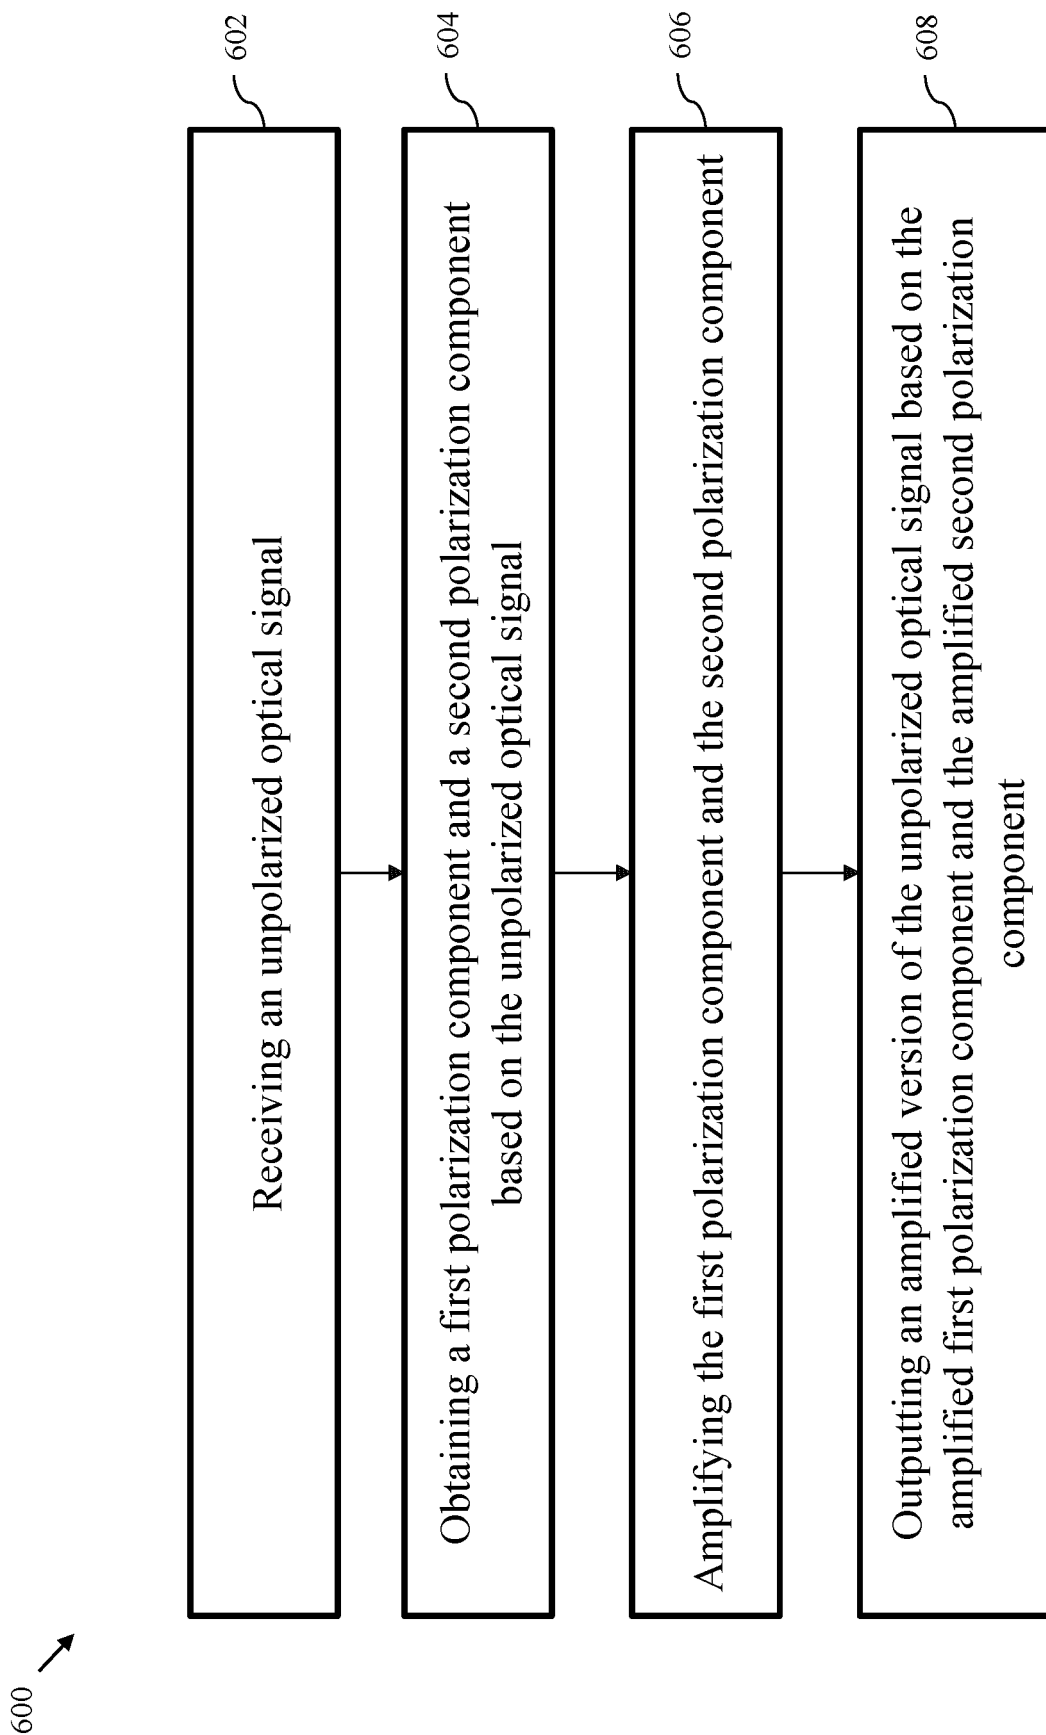 600
602
Receiving an unpolarized optical signal
604
Obtaining a first polarization component and a second polarization component
based on the unpolarized optical signal
606
Amplifying the first polarization component and the second polarization component
608
Outputting an amplified version of the unpolarized optical signal based on the
amplified first polarization component and the amplified second polarization
component